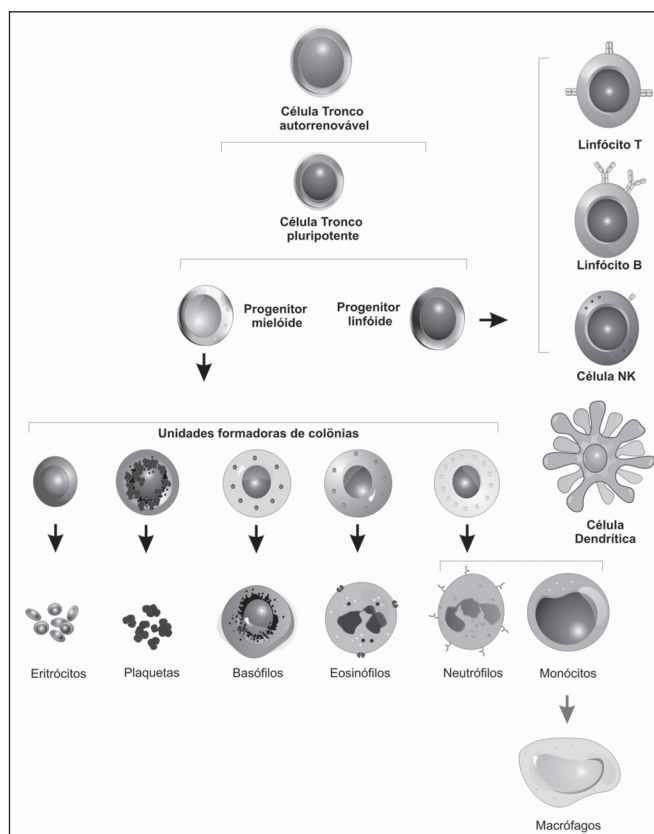 Célula Tronco
autorrenovável
Célula Tronco
pluripotente
Progenitor
mielóide
Progenitor
linfóide
Linfócito T
Linfócito B
Célula NK
Célula
Dendrítica
Unidades formadoras de colönias
Eritrócitos
Plaquetas
Basófilos
Eosinófilos
Neutrófilos
Monócitos
Macrófagos